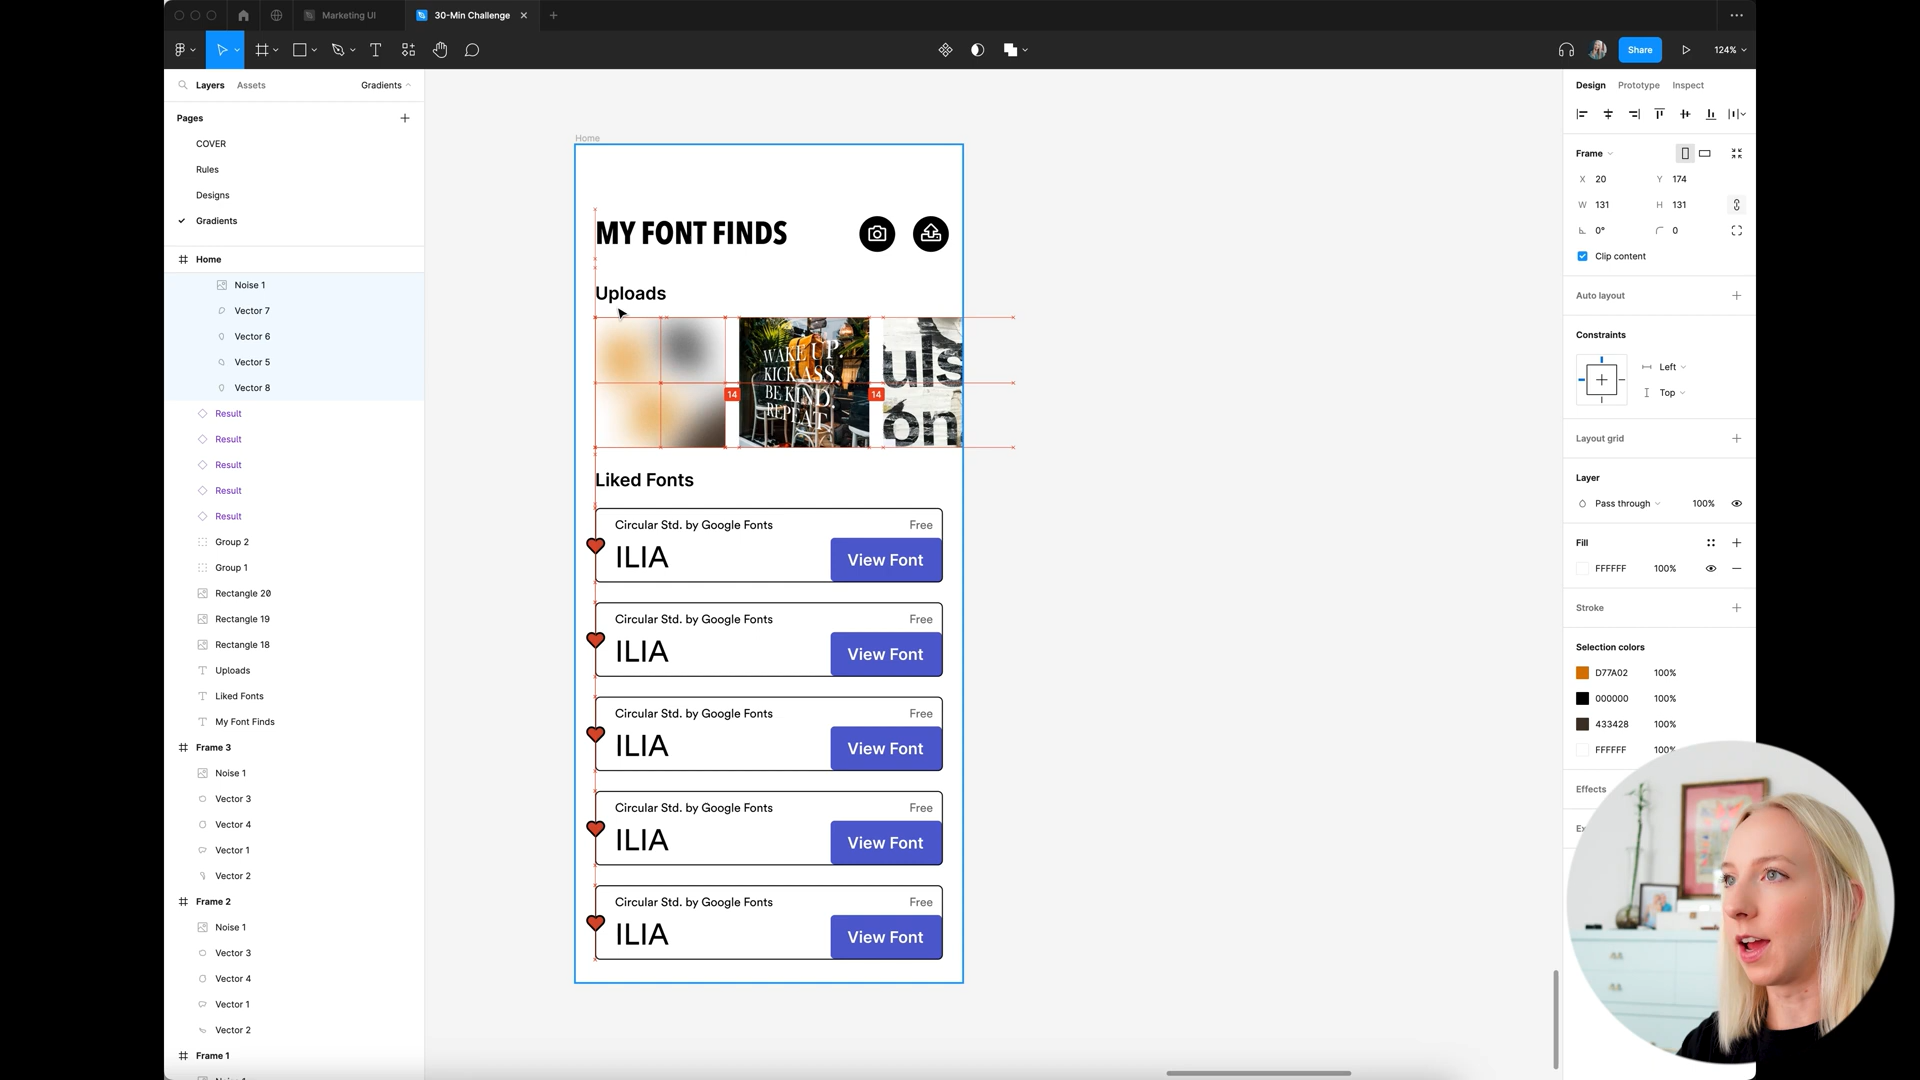 Marketing UI
30-Min Challenge
Share
124%
Layers
Assets
Gradients
Pages
COVER
Rules
Designs
Gradients
Home
Noise 1
Vector 7
Vector 6
Vector 5
Vector 8
Result
Result
Result
Result
Result
Group 2
Group 1
Rectangle 20
Rectangle 19
Rectangle 18
Uploads
Liked Fonts
My Font Finds
Frame 3
Noise 1
Vector 3
Vector 4
Vector 1
Vector 2
Frame 2
Noise 1
Vector 3
Vector 4
Vector 1
Vector 2
Frame 1
Home
MY FONT FINDS
Uploads
WAKE UP.
KICK ASS.
BE KIND.
REPEAT.
14
14
uls
on
Liked Fonts
Circular Std. by Google Fonts Free
ILIA View Font
Circular Std. by Google Fonts Free
ILIA View Font
Circular Std. by Google Fonts Free
ILIA View Font
Circular Std. by Google Fonts Free
ILIA View Font
Circular Std. by Google Fonts Free
ILIA View Font
Design Prototype Inspect
Frame
X 20 Y 174
W 131 H 131
0° 0
Clip content
Auto layout
Constraints
Left
Top
Layout grid
Layer
Pass through 100%
Fill
FFFFFF 100%
Stroke
Selection colors
D77A02 100%
000000 100%
433428 100%
FFFFFF 100%
Effects